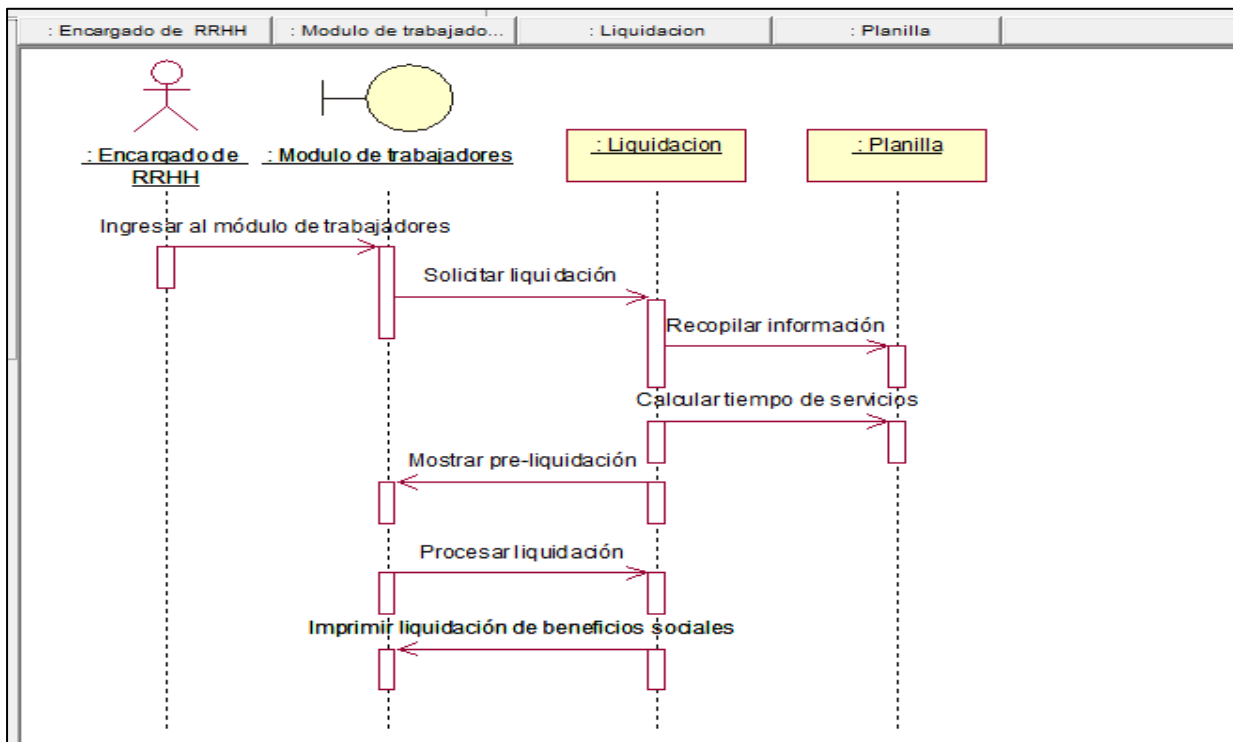 : Encargado de RRHH
: Modulo de trabajado...
: Liquidacion
: Planilla
: Encargado de
RRHH
: Modulo de trabajadores
: Liquidacion
: Planilla
Ingresar al módulo de trabajadores
Solicitar liquidación
Recopilar información
Calcular tiempo de servicios
Mostrar pre-liquidación
Procesar liquidación
Imprimir liquidación de beneficios sociales